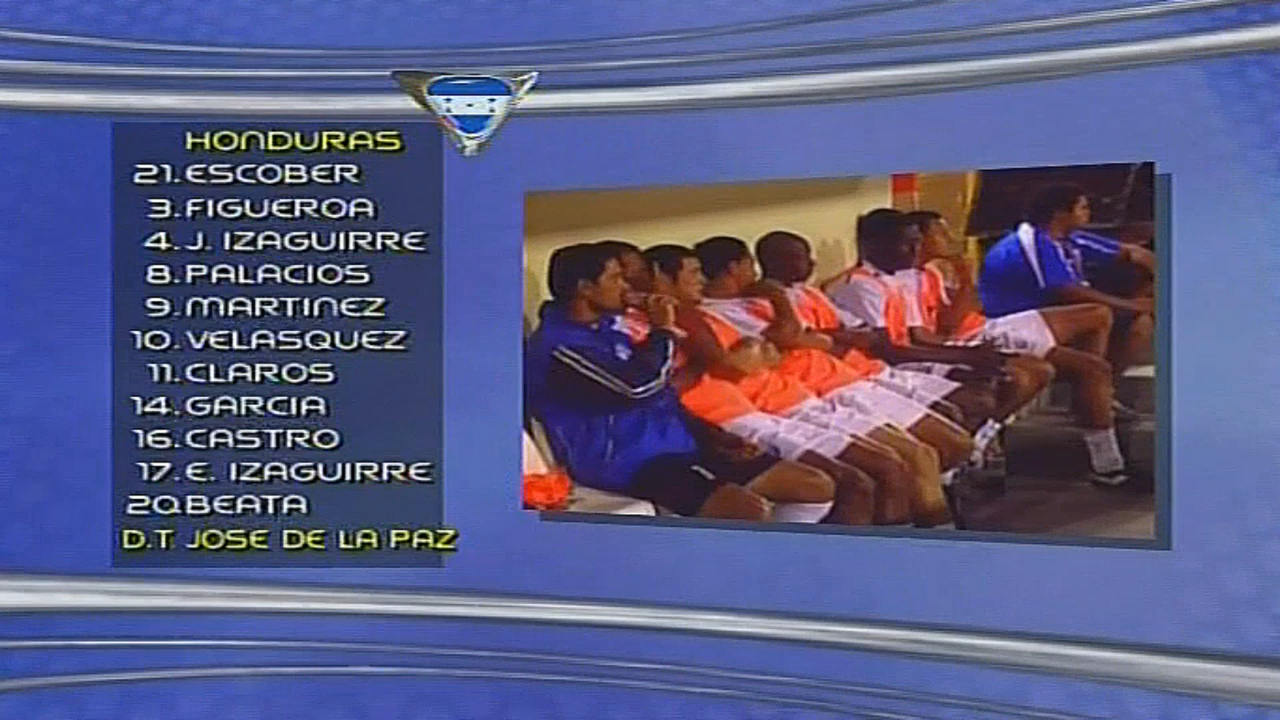 HONDURAS
21. ESCOBER
3. FIGUEROA
4. J. IZAGUIRRE
8. PALACIOS
9. MARTINEZ
10. VELASQUEZ
11. CLAROS
14. GARCIA
16. CASTRO
17. E. IZAGUIRRE
20 BEATA
D.T JOSE DE LA PAZ